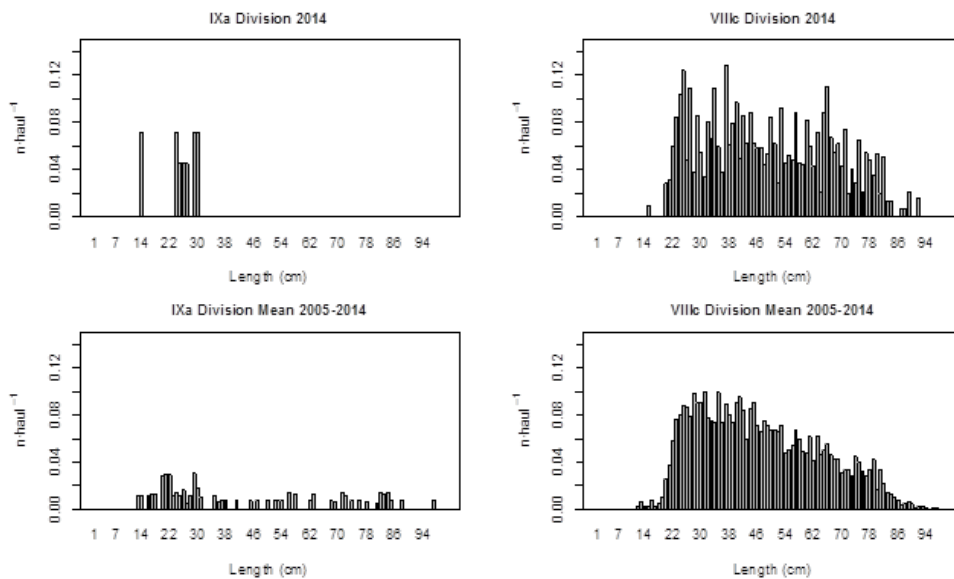 IXa Division 2014
n·haul⁻¹
0.00 0.04 0.08 0.12
1 7 14 22 30 38 46 54 62 70 78 86 94
Length (cm)
VIIIc Division 2014
n·haul⁻¹
0.00 0.04 0.08 0.12
1 7 14 22 30 38 46 54 62 70 78 86 94
Length (cm)
IXa Division Mean 2005-2014
n·haul⁻¹
0.00 0.04 0.08 0.12
1 7 14 22 30 38 46 54 62 70 78 86 94
Length (cm)
VIIIc Division Mean 2005-2014
n·haul⁻¹
0.00 0.04 0.08 0.12
1 7 14 22 30 38 46 54 62 70 78 86 94
Length (cm)